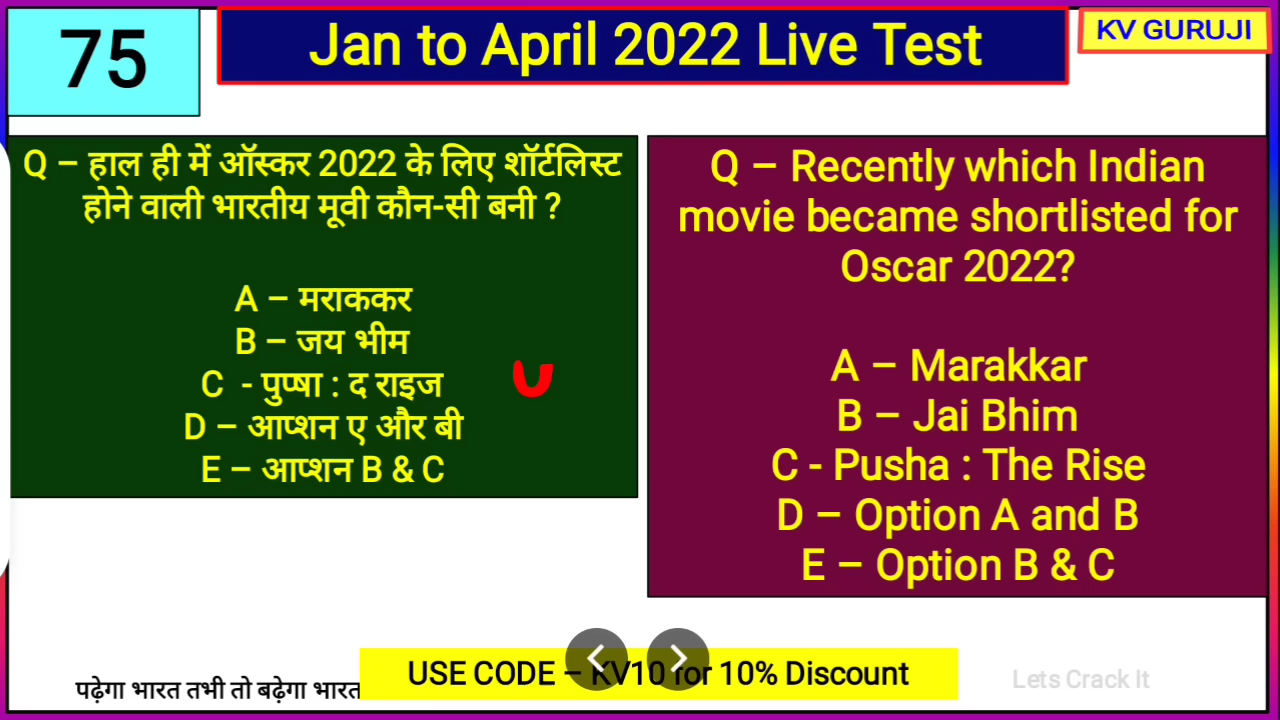 75
Jan to April 2022 Live Test
KV GURUJI
Q – हाल ही में ऑस्कर 2022 के लिए शॉर्टलिस्ट
होने वाली भारतीय मूवी कौन-सी बनी ?
A – मराककर
B – जय भीम
C - पुष्षा : द राइज
D – आप्शन ए और बी
E – आप्शन B & C
Q – Recently which Indian
movie became shortlisted for
Oscar 2022?
A – Marakkar
B – Jai Bhim
C - Pusha : The Rise
D – Option A and B
E – Option B & C
पढ़ेगा भारत तभी तो बढ़ेगा भारत
USE CODE – KV10 for 10% Discount
Lets Crack It